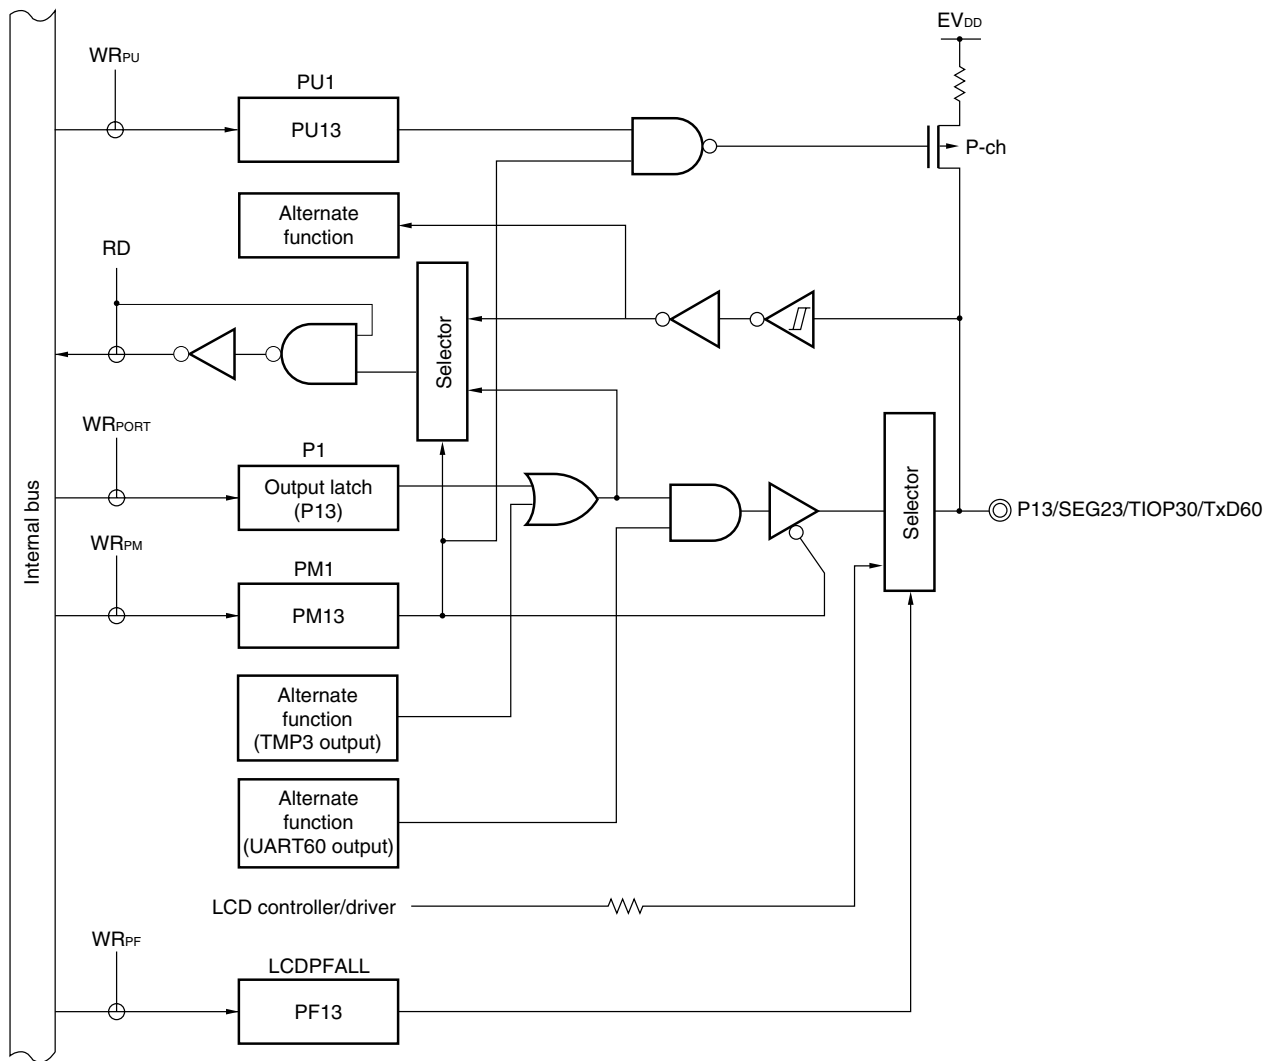 EVDD
WRPU
PU1
PU13
P-ch
Alternate
function
RD
Selector
WRPORT
P1
Output latch
(P13)
Selector
P13/SEG23/TIOP30/TxD60
Internal bus
WRPM
PM1
PM13
Alternate
function
(TMP3 output)
Alternate
function
(UART60 output)
LCD controller/driver
WRPF
LCDPFALL
PF13